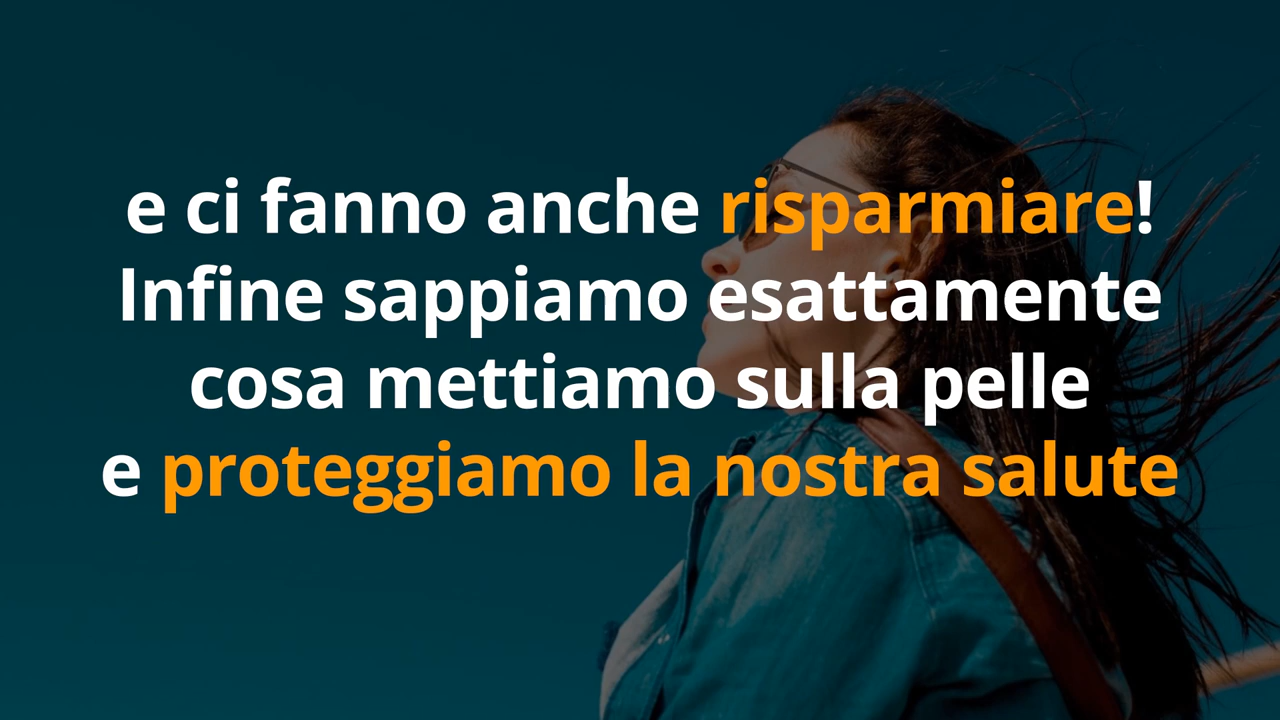 e ci fanno anche risparmiare!
Infine sappiamo esattamente
cosa mettiamo sulla pelle
e proteggiamo la nostra salute